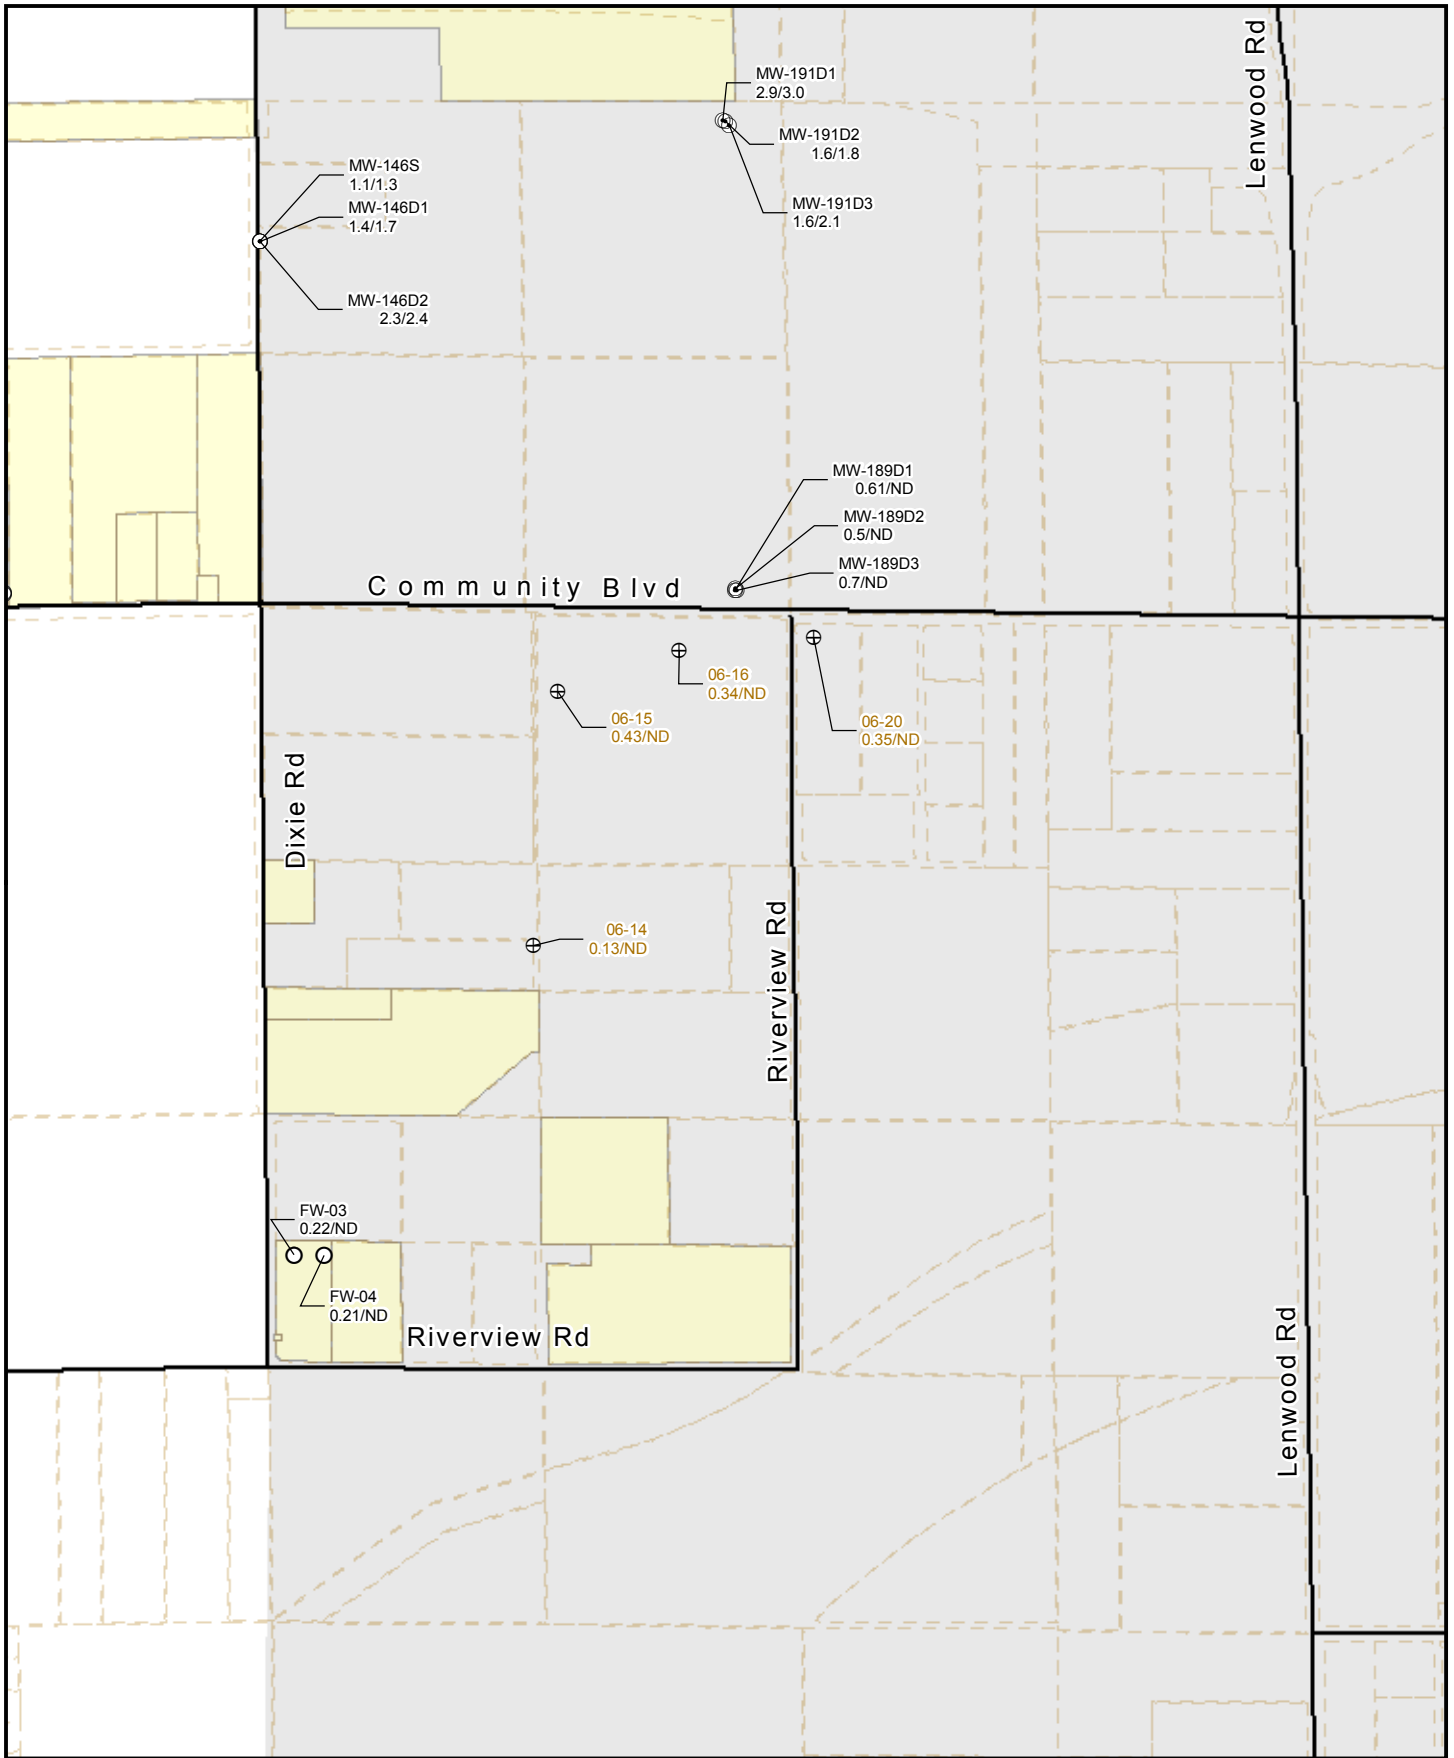 Lenwood Rd
MW-191D1
2.9/3.0
MW-191D2
1.6/1.8
MW-146S
1.1/1.3
MW-146D1
1.4/1.7
MW-191D3
1.6/2.1
MW-146D2
2.3/2.4
MW-189D1
0.61/ND
MW-189D2
0.5/ND
MW-189D3
0.7/ND
Community Blvd
06-16
0.34/ND
06-15
0.43/ND
06-20
0.35/ND
Dixie Rd
06-14
0.13/ND
Riverview Rd
FW-03
0.22/ND
FW-04
0.21/ND
Riverview Rd
Lenwood Rd